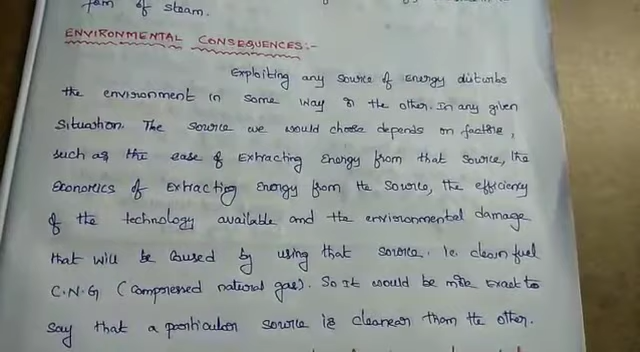 form of steam.
ENVIRONMENTAL CONSEQUENCES:-
Exploiting any source of energy disturbs
the environment in some way or the other. In any given
situation. The source we would choose depends on factors,
such as the ease of extracting energy from that source, the
economics of extracting energy from the source, the efficiency
of the technology available and the environmental damage
that will be caused by using that source. i.e. clean fuel
C.N.G (compressed natural gas). So it would be more exact to
say that a particular source is cleaner than the other.